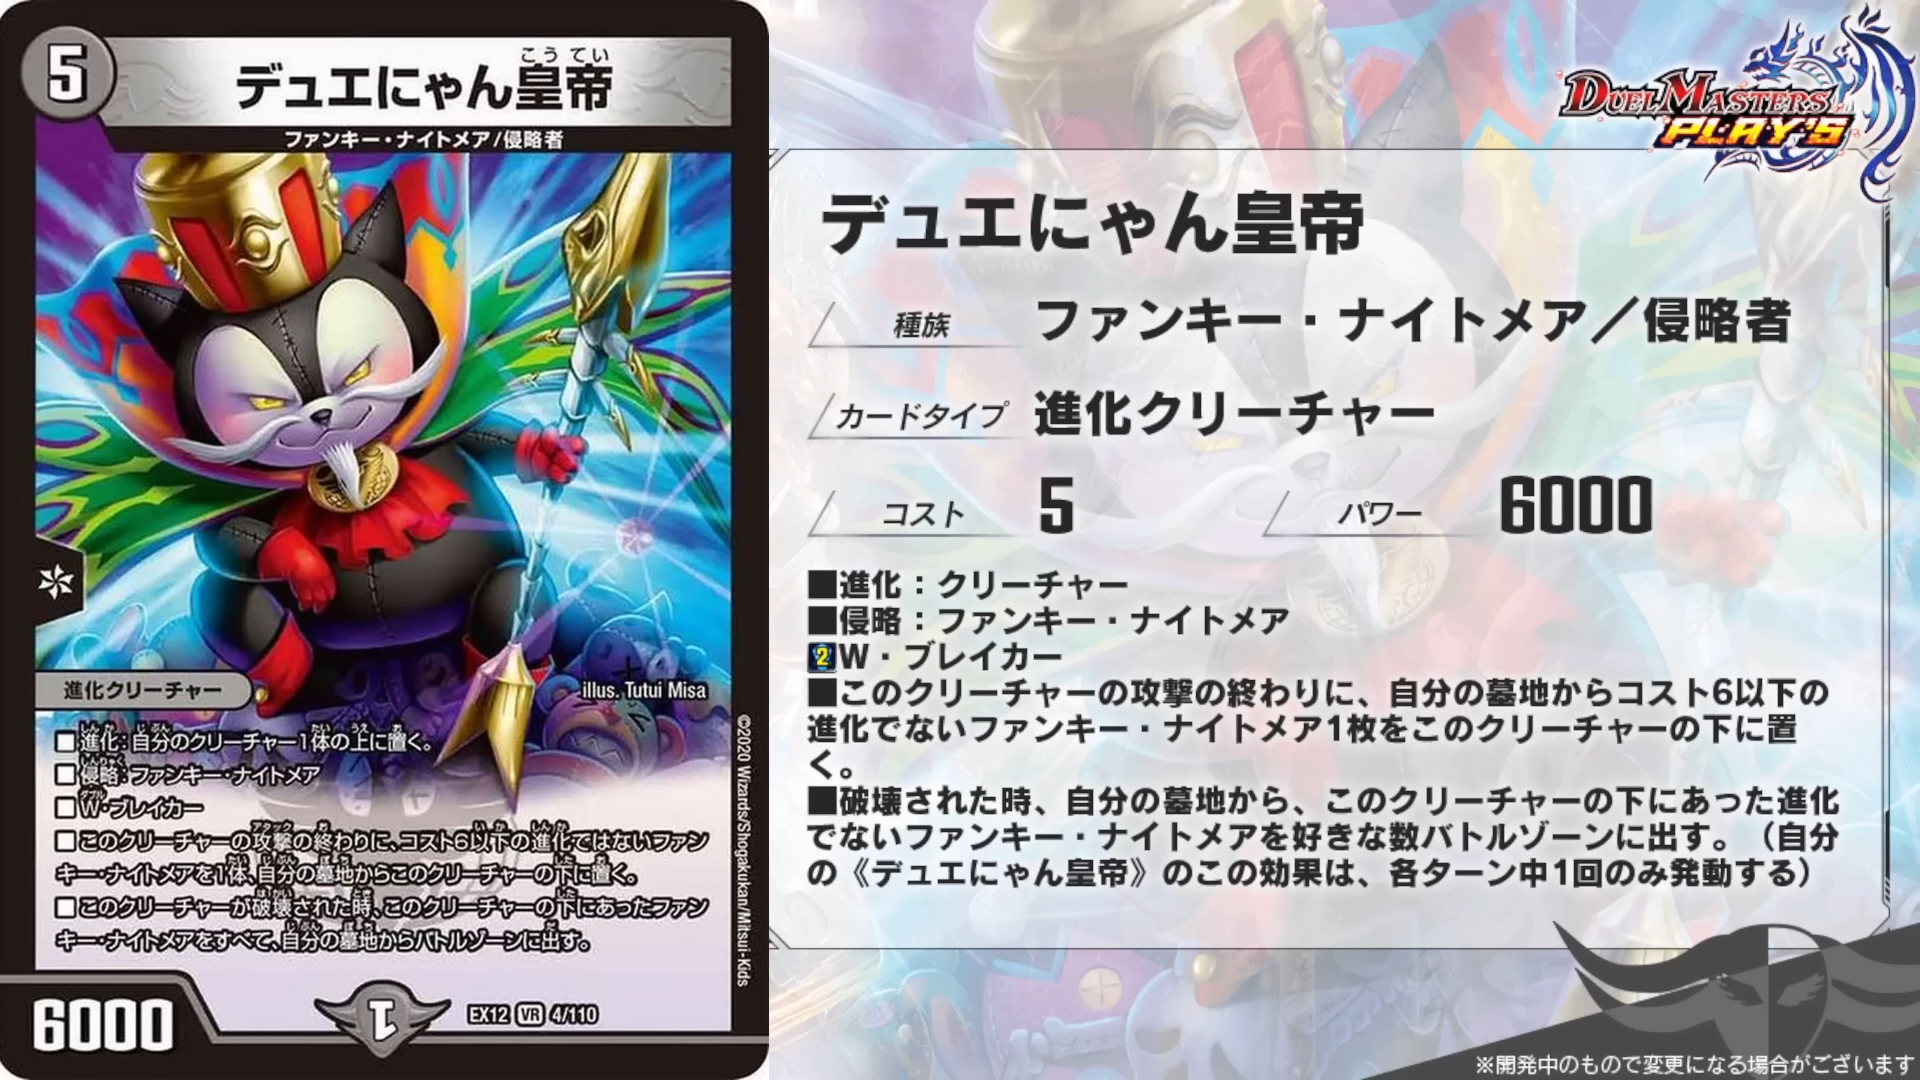 5
こうてい
デュエにゃん皇帝
ファンキー・ナイトメア/侵略者
進化クリーチャー
illus. Tutui Misa
■進化:自分のクリーチャー1体の上に置く。
■侵略:ファンキー・ナイトメア
■W・ブレイカー
■このクリーチャーの攻撃の終わりに、コスト6以下の進化ではないファン
キー・ナイトメアを1体、自分の墓地からこのクリーチャーの下に置く。
■このクリーチャーが破壊された時、このクリーチャーの下にあったファン
キー・ナイトメアをすべて、自分の墓地からバトルゾーンに出す。
©2020 Wizards/Shogakukan/Mitsui-Kids
6000
1
EX12 VR 4/110
DUEL MASTERS
PLAY'S
デュエにゃん皇帝
種族 ファンキー・ナイトメア／侵略者
カードタイプ 進化クリーチャー
コスト 5 パワー 6000
■進化：クリーチャー
■侵略：ファンキー・ナイトメア
2 W・ブレイカー
■このクリーチャーの攻撃の終わりに、自分の墓地からコスト6以下の
進化でないファンキー・ナイトメア1枚をこのクリーチャーの下に置
く。
■破壊された時、自分の墓地から、このクリーチャーの下にあった進化
でないファンキー・ナイトメアを好きな数バトルゾーンに出す。（自分
の《デュエにゃん皇帝》のこの効果は、各ターン中1回のみ発動する）
※開発中のもので変更になる場合がございます